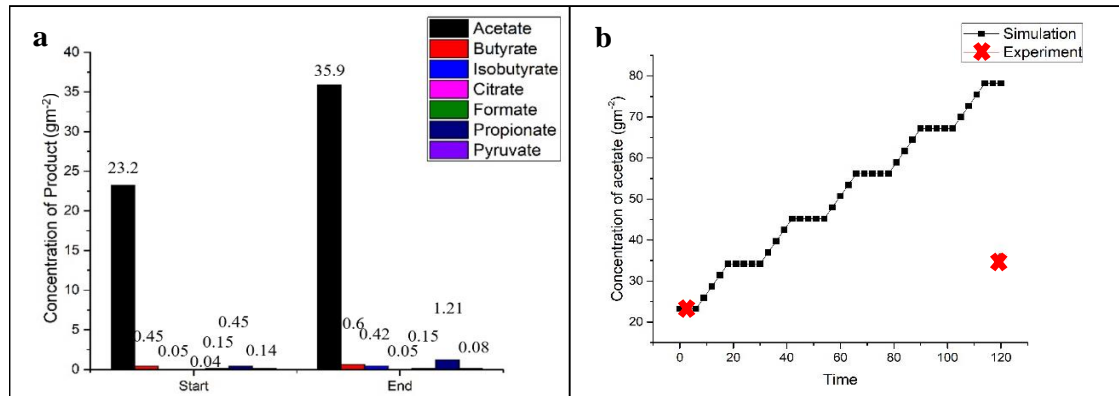 a
Acetate
Butyrate
Isobutyrate
Citrate
Formate
Propionate
Pyruvate
Concentration of Product (gm⁻²)
40
35
30
25
20
15
10
5
0
23.2
0.45
0.05
0.04
0.15
0.45
0.14
35.9
0.6
0.42
0.05
0.15
1.21
0.08
Start
End
b
Simulation
Experiment
Concentration of acetate (gm⁻²)
80
70
60
50
40
30
20
0
20
40
60
80
100
120
Time